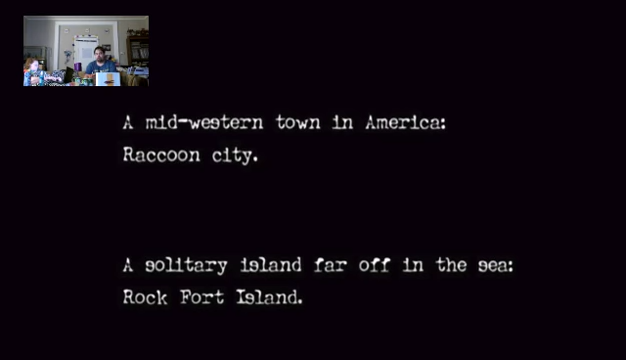 A mid-western town in America:
Raccoon city.
A solitary island far off in the sea:
Rock Fort Island.